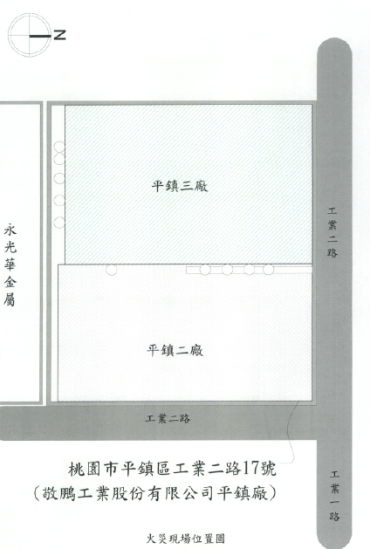 N
平鎮三廠
工業二路
永光華金屬
平鎮二廠
工業二路
桃園市平鎮區工業二路17號
(敬鵬工業股份有限公司平鎮廠)
工業一路
火災現場位置圖